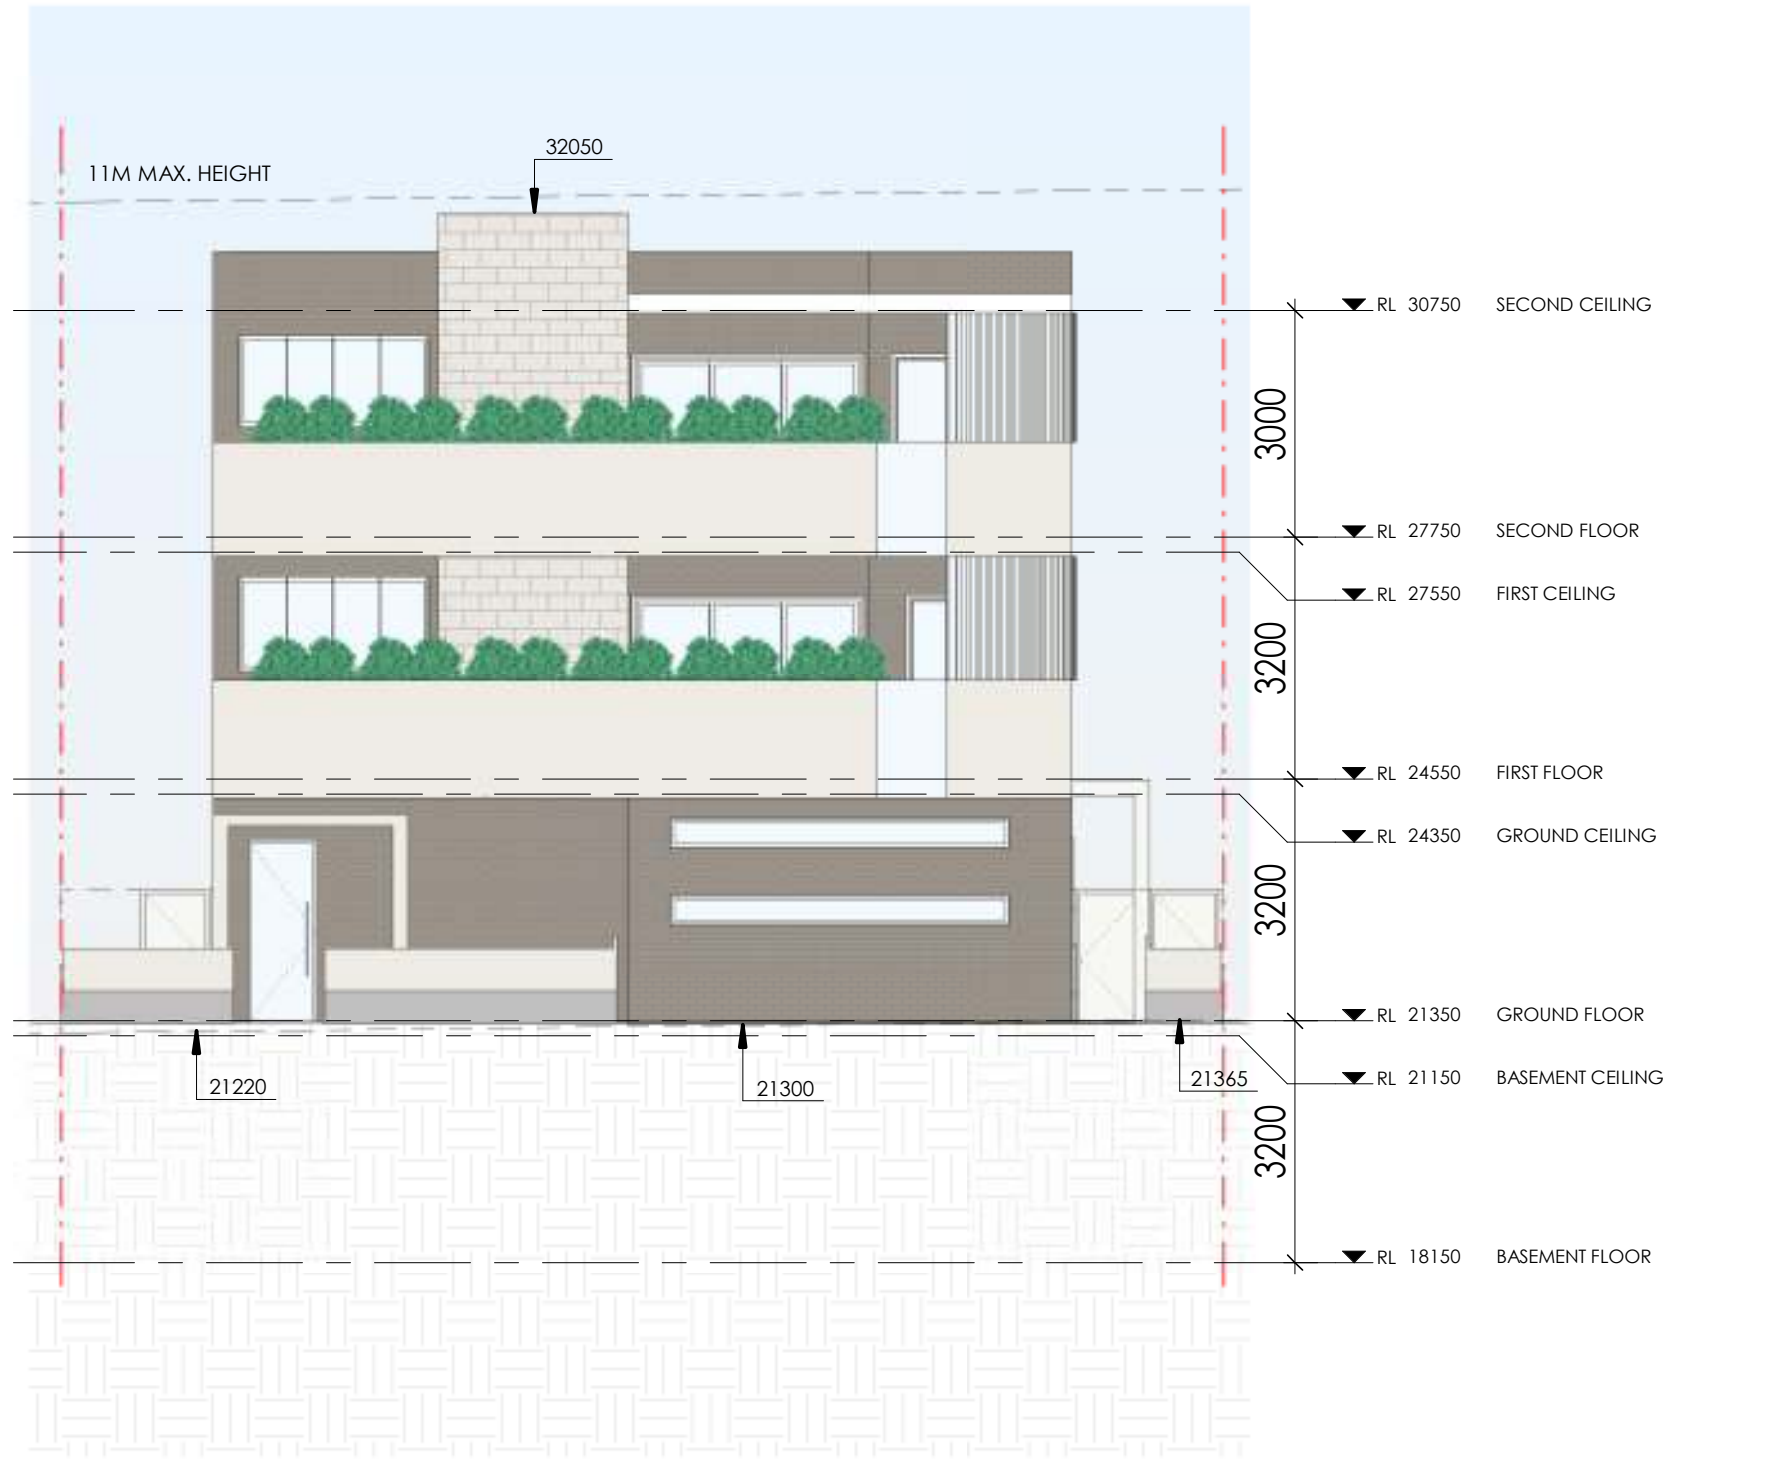 32050
11M MAX. HEIGHT
RL 30750 SECOND CEILING
3000
RL 27750 SECOND FLOOR
RL 27550 FIRST CEILING
3200
RL 24550 FIRST FLOOR
RL 24350 GROUND CEILING
3200
RL 21350 GROUND FLOOR
21220
21300
21365
RL 21150 BASEMENT CEILING
3200
RL 18150 BASEMENT FLOOR